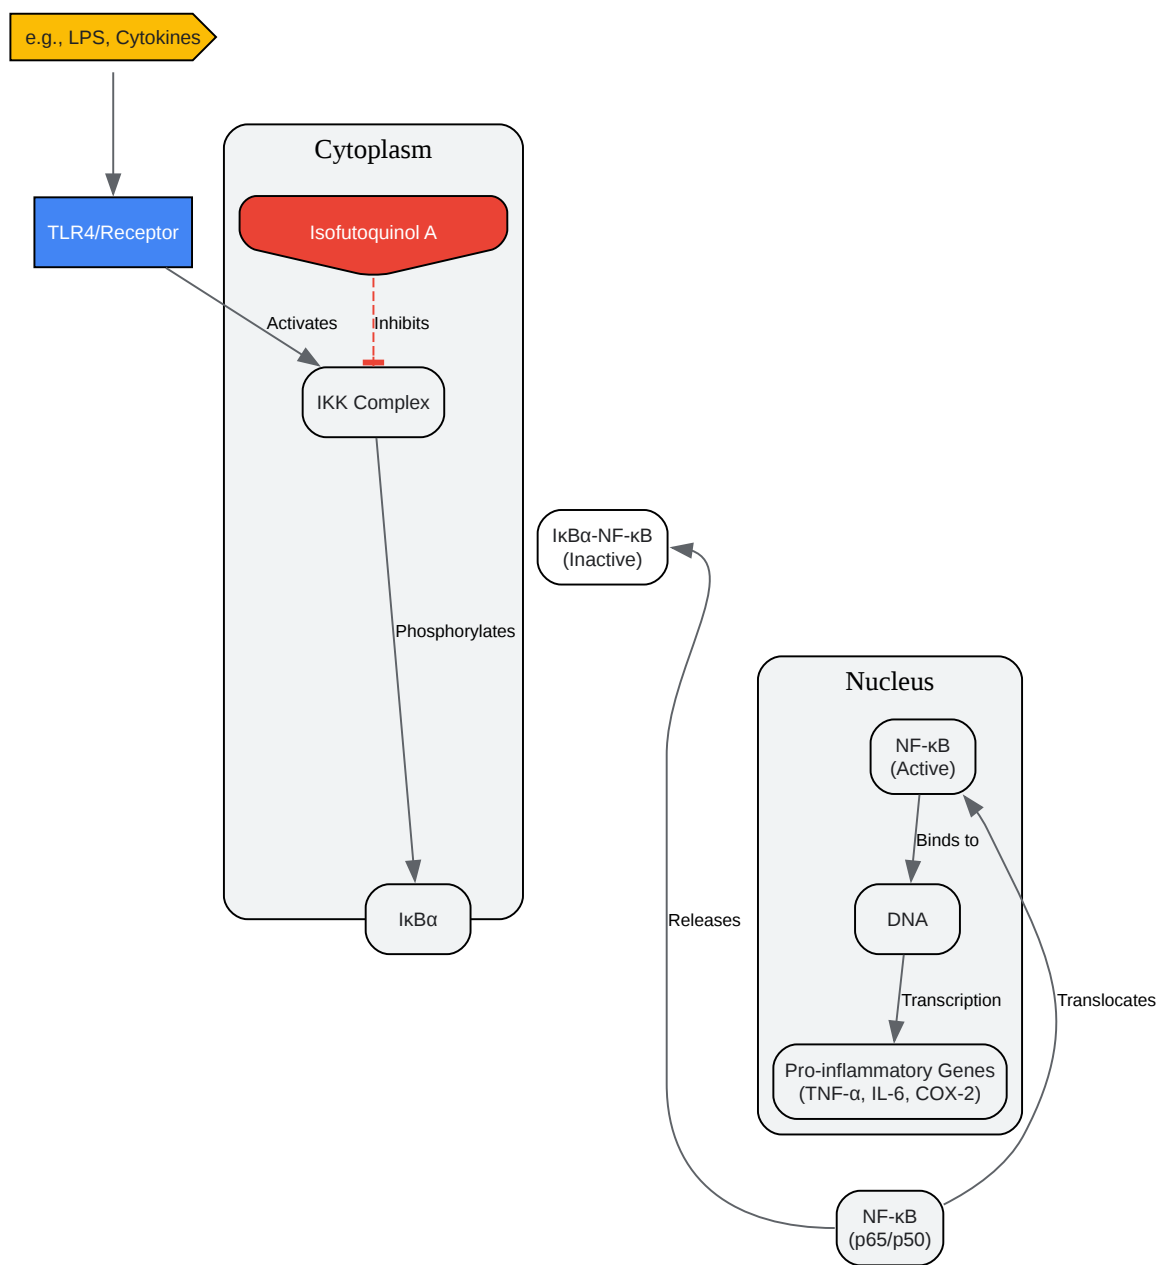 e.g., LPS, Cytokines
Cytoplasm
Isofutoquinol A
TLR4/Receptor
Activates
Inhibits
IKK Complex
IκBα-NF-κB
(Inactive)
Phosphorylates
Nucleus
NF-κB
(Active)
Binds to
IκBα
Releases
DNA
Transcription
Translocates
Pro-inflammatory Genes
(TNF-α, IL-6, COX-2)
NF-κB
(p65/p50)